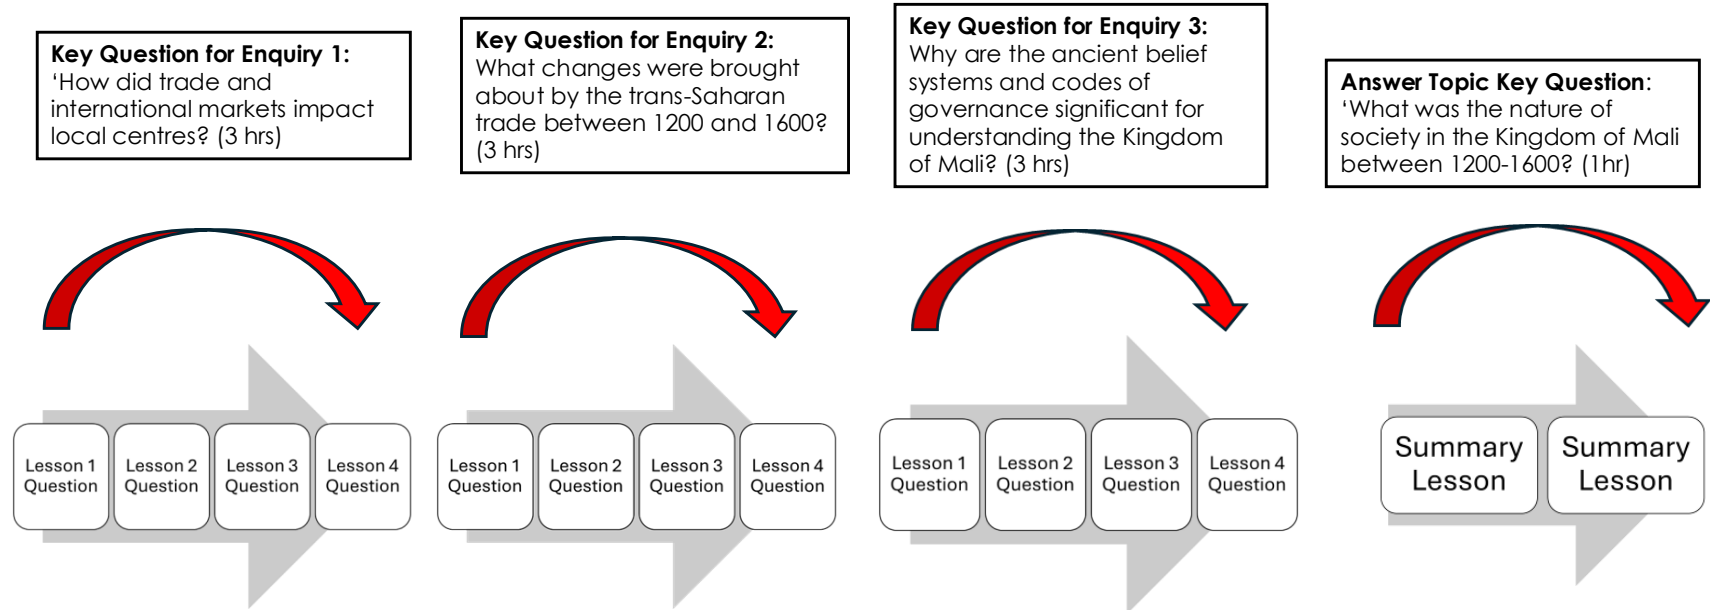 Key Question for Enquiry 1:
‘How did trade and
international markets impact
local centres? (3 hrs)
Key Question for Enquiry 2:
What changes were brought
about by the trans-Saharan
trade between 1200 and 1600?
(3 hrs)
Key Question for Enquiry 3:
Why are the ancient belief
systems and codes of
governance significant for
understanding the Kingdom
of Mali? (3 hrs)
Answer Topic Key Question:
‘What was the nature of
society in the Kingdom of Mali
between 1200-1600? (1hr)
Lesson 1
Question
Lesson 2
Question
Lesson 3
Question
Lesson 4
Question
Lesson 1
Question
Lesson 2
Question
Lesson 3
Question
Lesson 4
Question
Lesson 1
Question
Lesson 2
Question
Lesson 3
Question
Lesson 4
Question
Summary
Lesson
Summary
Lesson